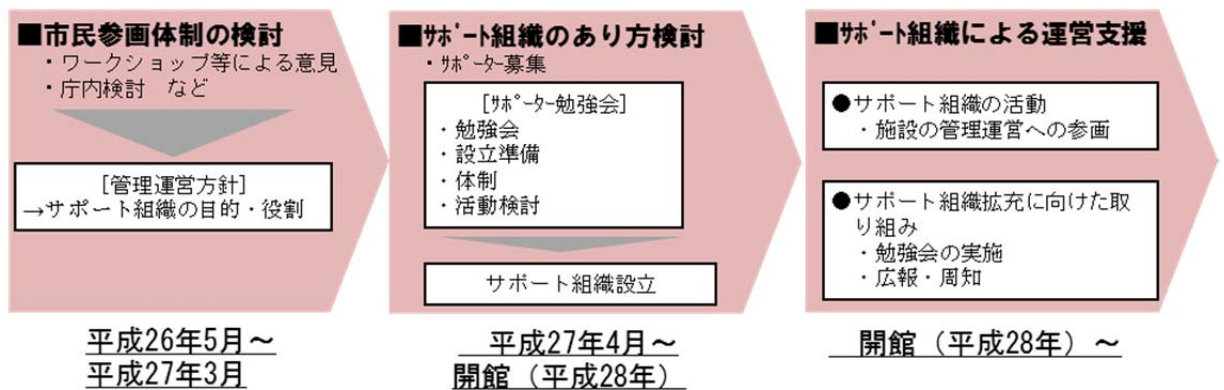 ■市民参画体制の検討
・ワークショップ等による意見
・庁内検討　など
[管理運営方針]
→サポート組織の目的・役割
平成26年5月～
平成27年3月
■ｻﾎﾟｰﾄ組織のあり方検討
・ｻﾎﾟｰﾀｰ募集
[ｻﾎﾟｰﾀｰ勉強会]
・勉強会
・設立準備
・体制
・活動検討
サポート組織設立
平成27年4月～
開館（平成28年）
■ｻﾎﾟｰﾄ組織による運営支援
●サポート組織の活動
・施設の管理運営への参画
●サポート組織拡充に向けた取
り組み
・勉強会の実施
・広報・周知
開館（平成28年）～